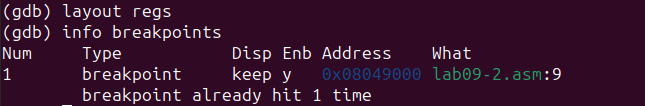 (gdb) layout regs
(gdb) info breakpoints
Num     Type           Disp Enb Address    What
1       breakpoint     keep y   0x08049000 lab09-2.asm:9
        breakpoint already hit 1 time